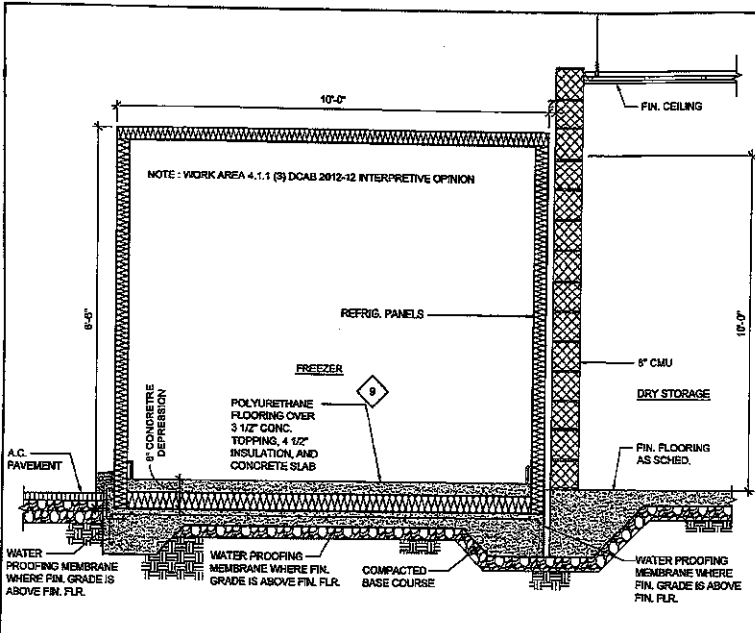 10'-0"
FIN. CEILING
NOTE : WORK AREA 4.1.1 (3) DCAB 2012-12 INTERPRETIVE OPINION
REFRIG. PANELS
10'-0"
8" CMU
FREEZER
9
DRY STORAGE
POLYURETHANE
FLOORING OVER
3 1/2" CONC.
TOPPING, 4 1/2"
INSULATION, AND
CONCRETE SLAB
CONCRETRE
DEPRESSION
A.C.
PAVEMENT
FIN. FLOORING
AS SCHED.
WATER
PROOFING MEMBRANE
WHERE FIN. GRADE IS
ABOVE FIN. FLR.
WATER PROOFING
MEMBRANE WHERE FIN.
GRADE IS ABOVE FIN. FLR.
COMPACTED
BASE COURSE
WATER PROOFING
MEMBRANE WHERE
FIN. GRADE IS ABOVE
FIN. FLR.